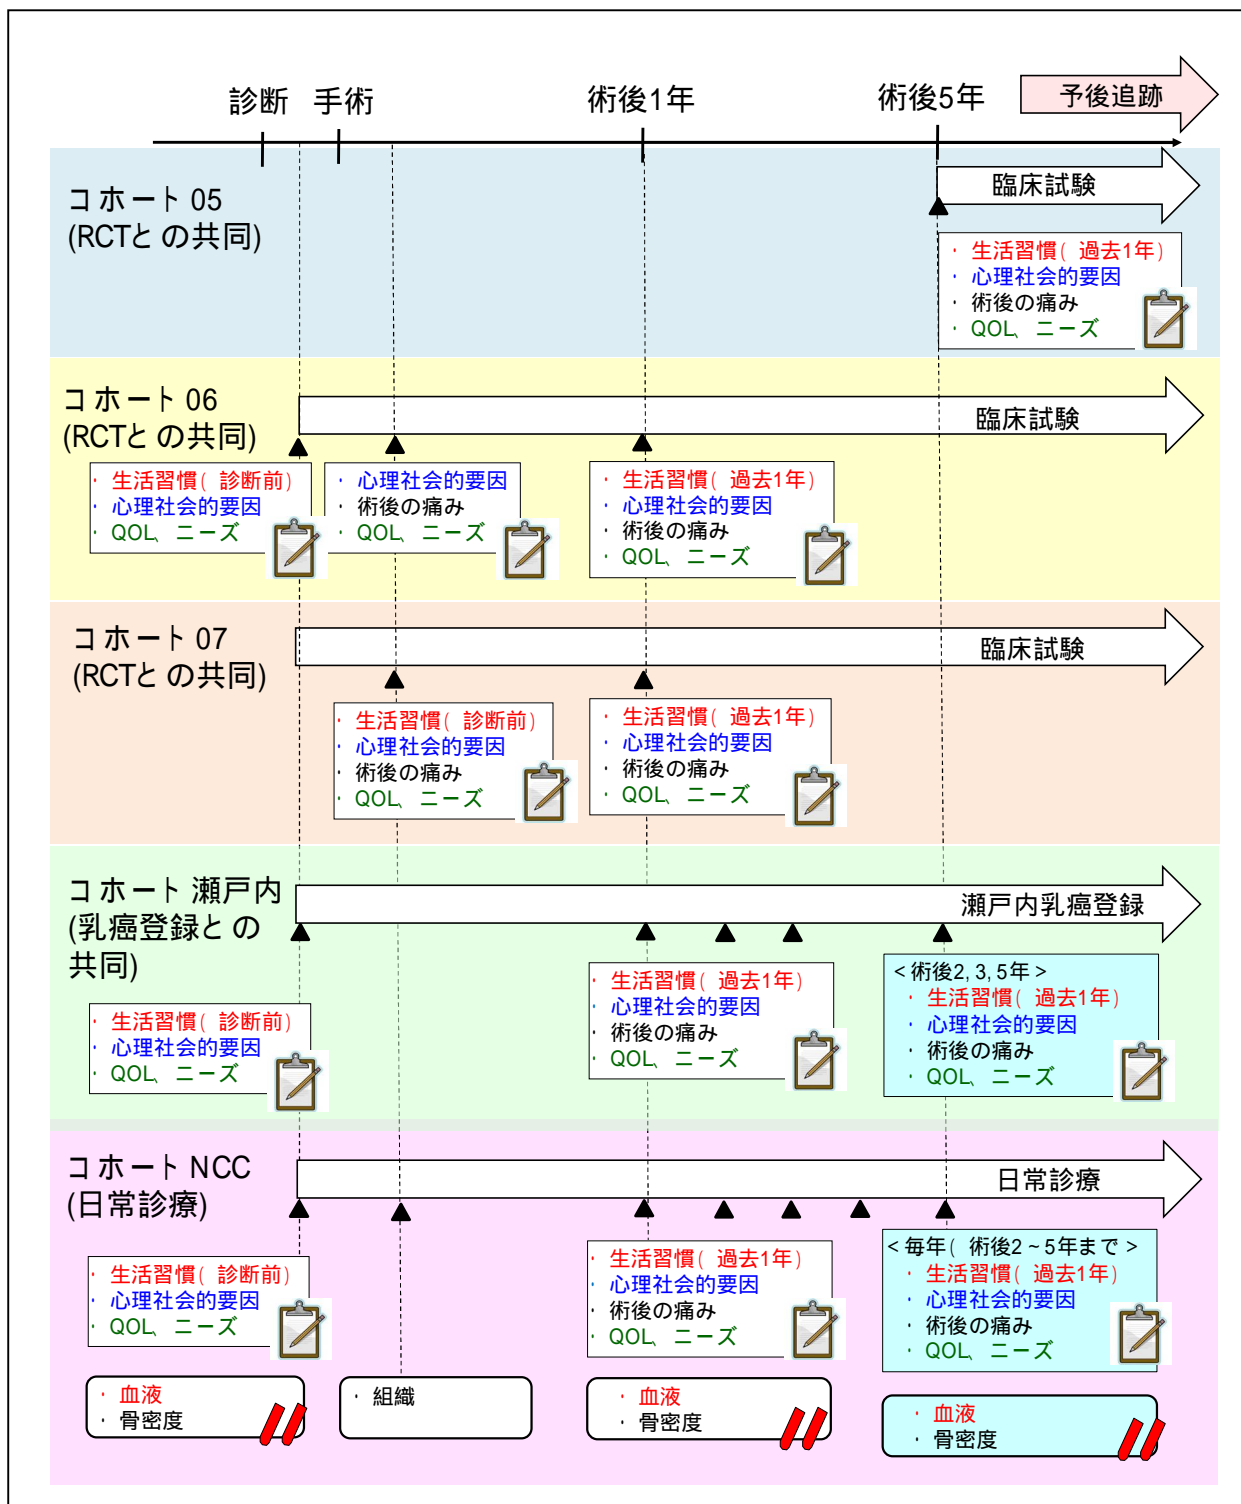 診断 手術 術後1年 術後5年 予後追跡
コホート 05
(RCTとの共同)
臨床試験
・ 生活習慣( 過去1年)
・ 心理社会的要因
・ 術後の痛み
・ QOL、ニーズ
コホート 06
(RCTとの共同)
臨床試験
・ 生活習慣( 診断前)
・ 心理社会的要因
・ QOL、ニーズ
・ 心理社会的要因
・ 術後の痛み
・ QOL、ニーズ
・ 生活習慣( 過去1年)
・ 心理社会的要因
・ 術後の痛み
・ QOL、ニーズ
コホート 07
(RCTとの共同)
臨床試験
・ 生活習慣( 診断前)
・ 心理社会的要因
・ 術後の痛み
・ QOL、ニーズ
・ 生活習慣( 過去1年)
・ 心理社会的要因
・ 術後の痛み
・ QOL、ニーズ
コホート 瀬戸内
(乳癌登録との
共同)
瀬戸内乳癌登録
・ 生活習慣( 診断前)
・ 心理社会的要因
・ QOL、ニーズ
・ 生活習慣( 過去1年)
・ 心理社会的要因
・ 術後の痛み
・ QOL、ニーズ
<術後2,3,5年>
・ 生活習慣( 過去1年)
・ 心理社会的要因
・ 術後の痛み
・ QOL、ニーズ
コホート NCC
(日常診療)
日常診療
・ 生活習慣( 診断前)
・ 心理社会的要因
・ QOL、ニーズ
・ 生活習慣( 過去1年)
・ 心理社会的要因
・ 術後の痛み
・ QOL、ニーズ
<毎年( 術後2~5年まで>
・ 生活習慣( 過去1年)
・ 心理社会的要因
・ 術後の痛み
・ QOL、ニーズ
・ 血液
・ 骨密度
・ 組織
・ 血液
・ 骨密度
・ 血液
・ 骨密度